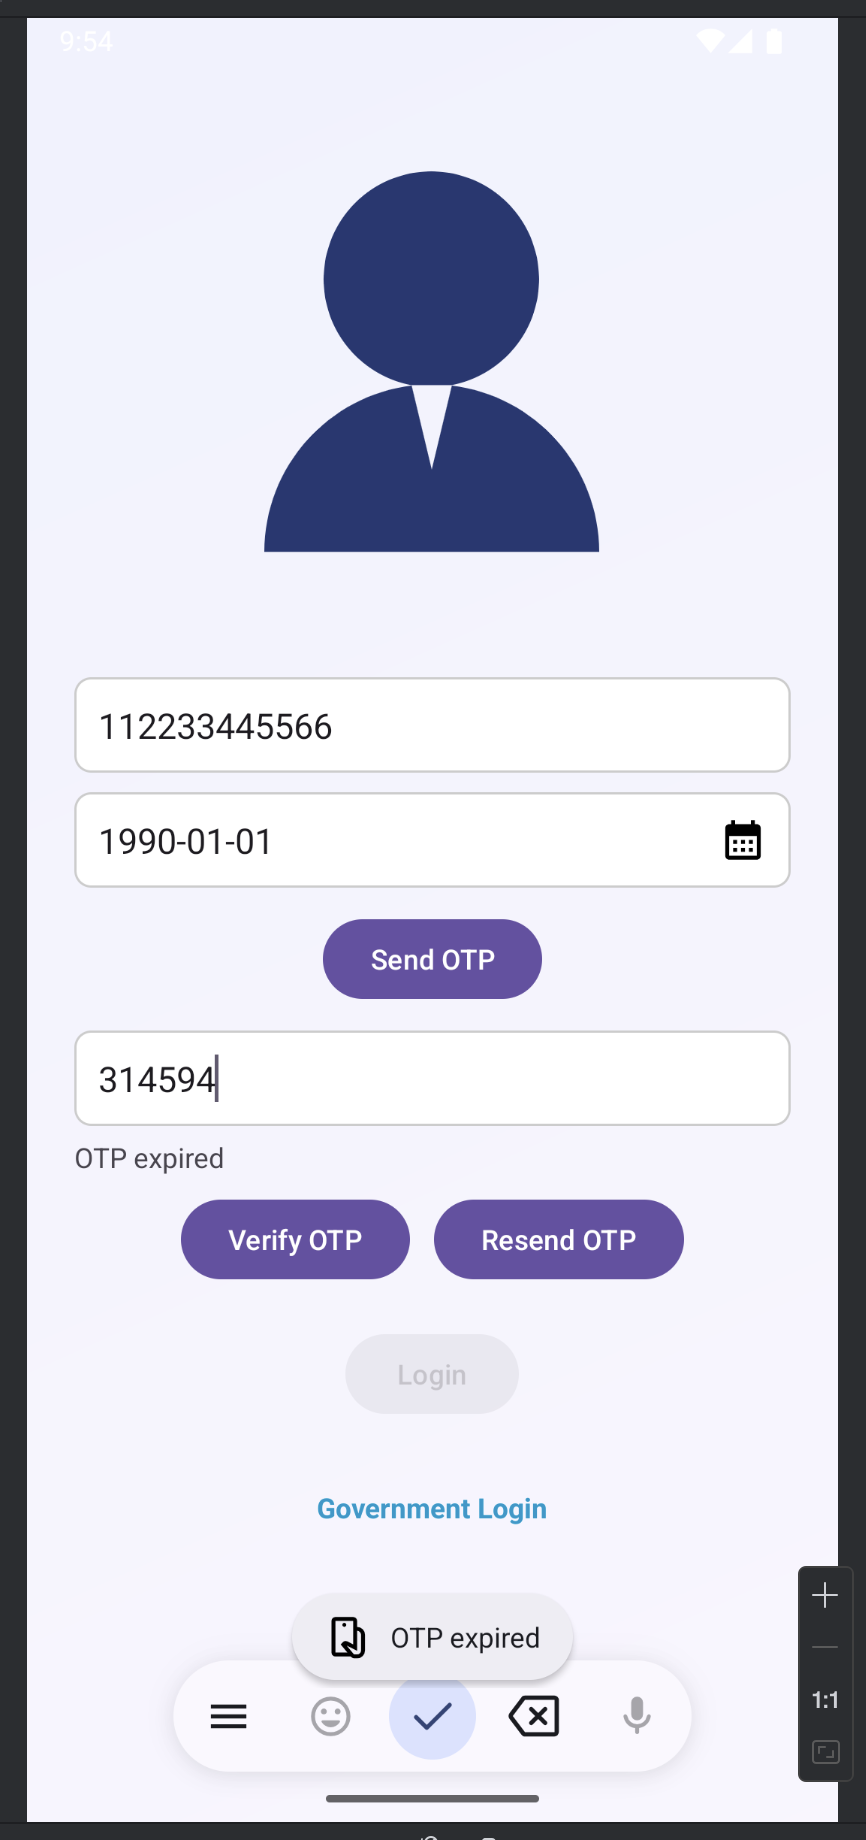 9:54
112233445566
1990-01-01
Send OTP
314594
OTP expired
Verify OTP Resend OTP
Login
Government Login
OTP expired
1:1